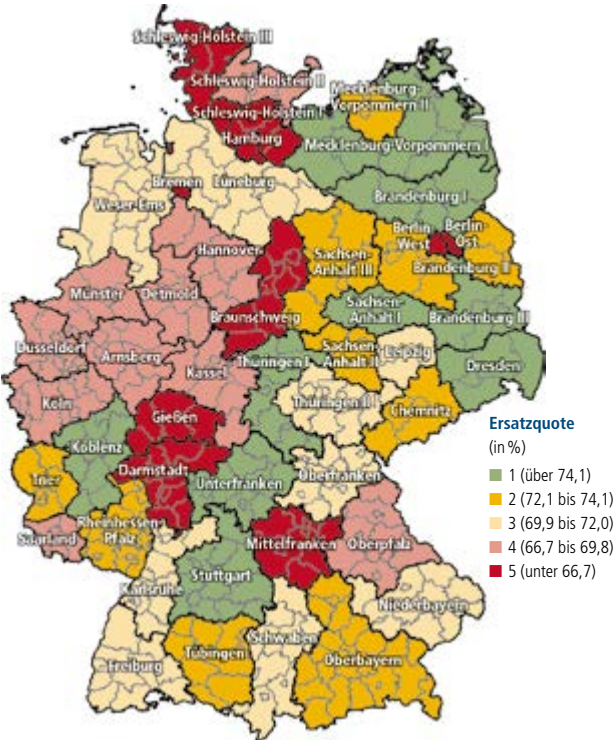 Schleswig-Holstein III
Schleswig-Holstein II
Mecklenburg-
Vorpommern II
Schleswig-Holstein I
Hamburg
Mecklenburg-Vorpommern I
Bremen
Lüneburg
Weser-Ems
Brandenburg I
Berlin-
West
Berlin-
Ost
Hannover
Sachsen-
Anhalt III
Brandenburg II
Münster
Detmold
Braunschweig
Sachsen-
Anhalt I
Brandenburg III
Düsseldorf
Arnsberg
Kassel
Thüringen I
Sachsen-
Anhalt II
Leipzig
Dresden
Köln
Gießen
Thüringen II
Chemnitz
Koblenz
Darmstadt
Unterfranken
Oberfranken
Trier
Rheinhessen-
Pfalz
Saarland
Mittelfranken
Oberpfalz
Karlsruhe
Stuttgart
Niederbayern
Freiburg
Tübingen
Schwaben
Oberbayern
Ersatzquote
(in %)
1 (über 74,1)
2 (72,1 bis 74,1)
3 (69,9 bis 72,0)
4 (66,7 bis 69,8)
5 (unter 66,7)